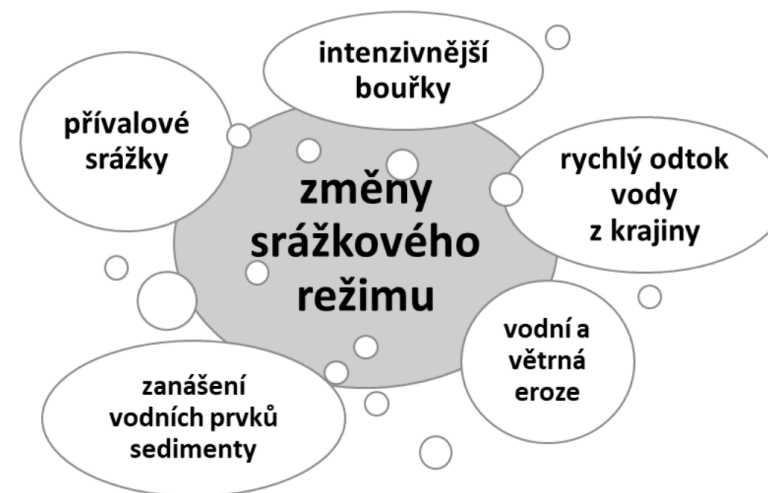 intenzivnější
bouřky
přívalové
srážky
rychlý odtok
vody
z krajiny
změny
srážkového
režimu
vodní a
větrná
eroze
zanášení
vodních prvků
sedimenty